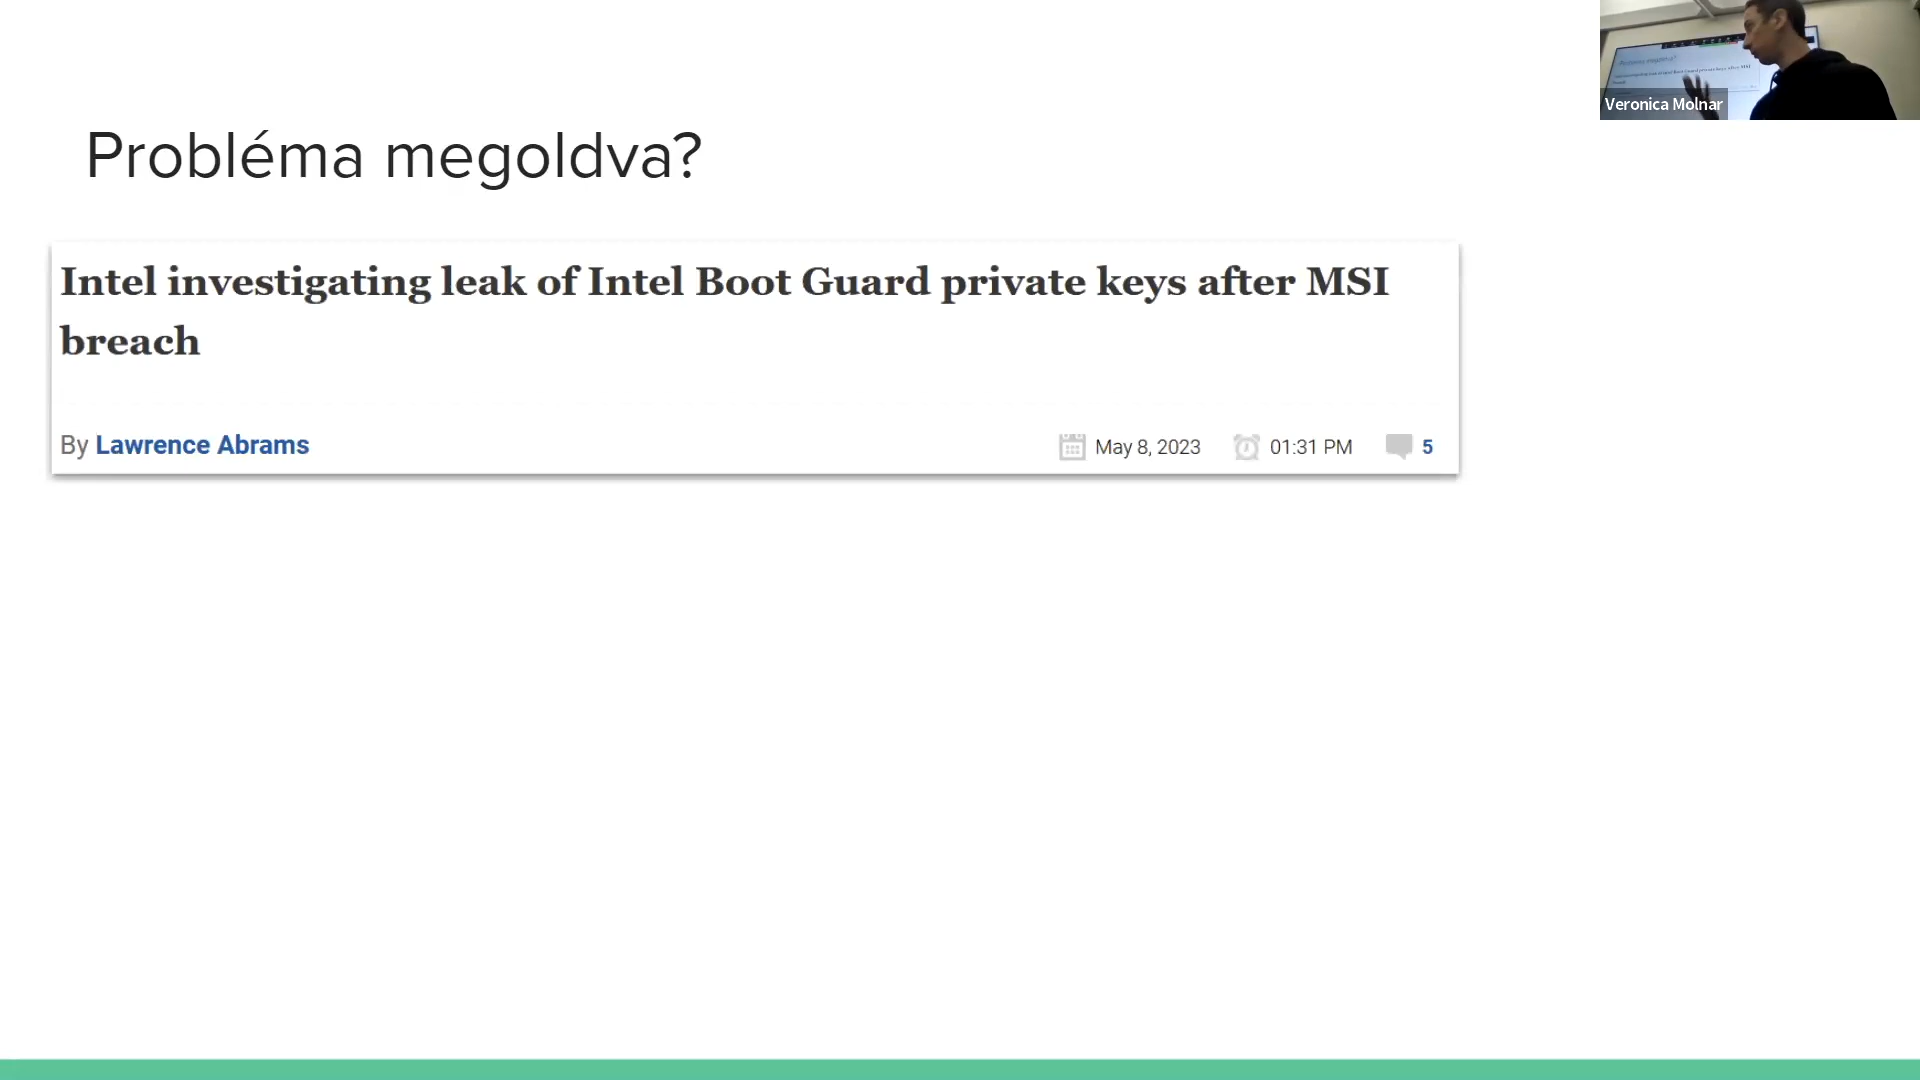 Probléma megoldva?
Intel investigating leak of Intel Boot Guard private keys after MSI
breach
By Lawrence Abrams
May 8, 2023 01:31 PM 5
Veronica Molnar